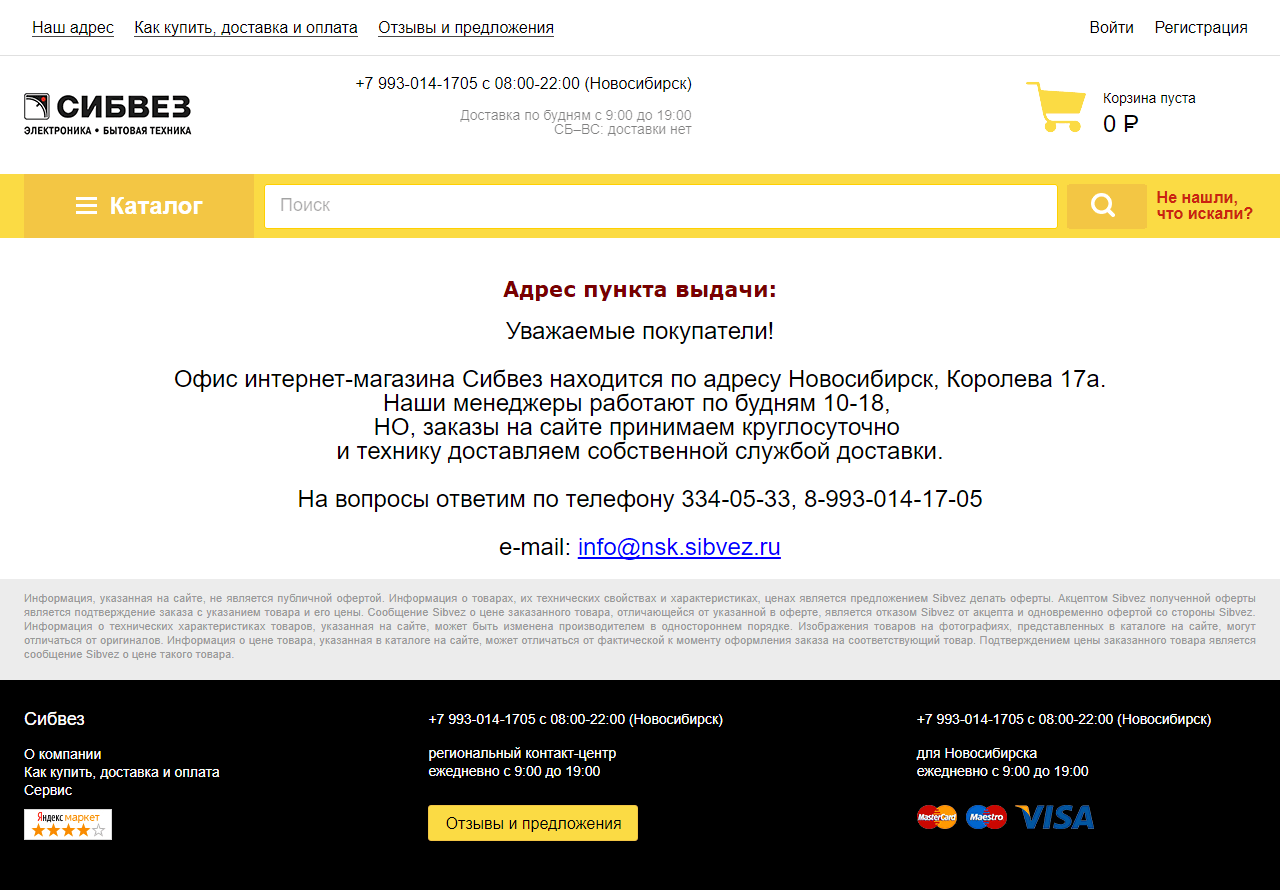 Наш адрес Как купить, доставка и оплата Отзывы и предложения Войти Регистрация
СИБВЕЗ
ЭЛЕКТРОНИКА • БЫТОВАЯ ТЕХНИКА
+7 993-014-1705 с 08:00-22:00 (Новосибирск)
Доставка по будням с 9:00 до 19:00
СБ–ВС: доставки нет
Корзина пуста
0 ₽
Каталог
Поиск
Не нашли,
что искали?
Адрес пункта выдачи:
Уважаемые покупатели!
Офис интернет-магазина Сибвез находится по адресу Новосибирск, Королева 17а.
Наши менеджеры работают по будням 10-18,
НО, заказы на сайте принимаем круглосуточно
и технику доставляем собственной службой доставки.
На вопросы ответим по телефону 334-05-33, 8-993-014-17-05
e-mail: info@nsk.sibvez.ru
Информация, указанная на сайте, не является публичной офертой. Информация о товарах, их технических свойствах и характеристиках, ценах является предложением Sibvez делать оферты. Акцептом Sibvez полученной оферты
является подтверждение заказа с указанием товара и его цены. Сообщение Sibvez о цене заказанного товара, отличающейся от указанной в оферте, является отказом Sibvez от акцепта и одновременно офертой со стороны Sibvez.
Информация о технических характеристиках товаров, указанная на сайте, может быть изменена производителем в одностороннем порядке. Изображения товаров на фотографиях, представленных в каталоге на сайте, могут
отличаться от оригиналов. Информация о цене товара, указанная в каталоге на сайте, может отличаться от фактической к моменту оформления заказа на соответствующий товар. Подтверждением цены заказанного товара является
сообщение Sibvez о цене такого товара.
Сибвез
О компании
Как купить, доставка и оплата
Сервис
Яндекс маркет
+7 993-014-1705 с 08:00-22:00 (Новосибирск)
региональный контакт-центр
ежедневно с 9:00 до 19:00
Отзывы и предложения
+7 993-014-1705 с 08:00-22:00 (Новосибирск)
для Новосибирска
ежедневно с 9:00 до 19:00
MasterCard Maestro VISA